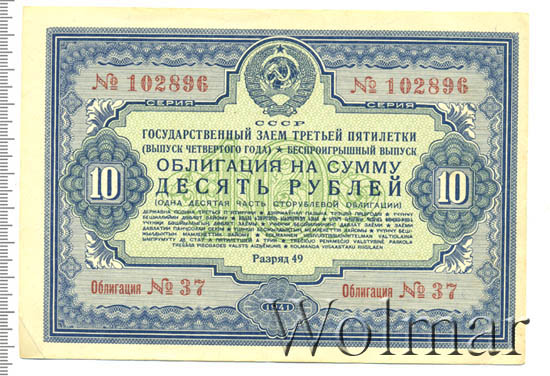 № 102896 № 102896
СЕРИЯ СЕРИЯ
СССР
ГОСУДАРСТВЕННЫЙ ЗАЕМ ТРЕТЬЕЙ ПЯТИЛЕТКИ
(ВЫПУСК ЧЕТВЕРТОГО ГОДА) ★ БЕСПРОИГРЫШНЫЙ ВЫПУСК
ОБЛИГАЦИЯ НА СУММУ
10 ДЕСЯТЬ РУБЛЕЙ 10
(ОДНА ДЕСЯТАЯ ЧАСТЬ СТОРУБЛЕВОЙ ОБЛИГАЦИИ)
Разряд 49
Облигация № 37 Облигация № 37
1941
Wolmar